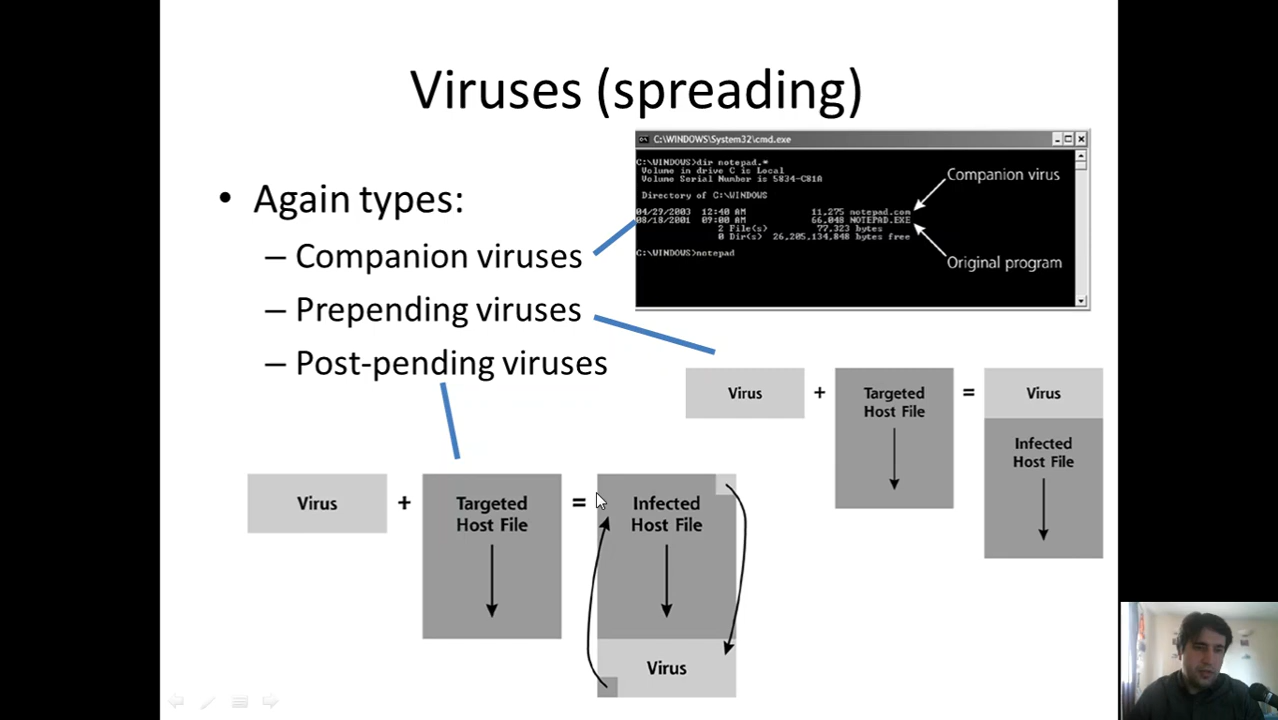 Viruses (spreading)
• Again types:
– Companion viruses
– Prepending viruses
– Post-pending viruses
C:\WINDOWS\System32\cmd.exe
C:\WINDOWS>dir notepad.*
Volume in drive C is Local
Volume Serial Number is 5834-C81A
Directory of C:\WINDOWS
04/29/2003 12:40 AM 11,275 notepad.com
08/18/2001 09:00 AM 66,048 NOTEPAD.EXE
2 File(s) 77,323 bytes
0 Dir(s) 26,205,134,848 bytes free
C:\WINDOWS>notepad
Companion virus
Original program
Virus + Targeted Host File = Virus
Infected
Host File
Virus + Targeted = Infected
Host File Host File
Virus